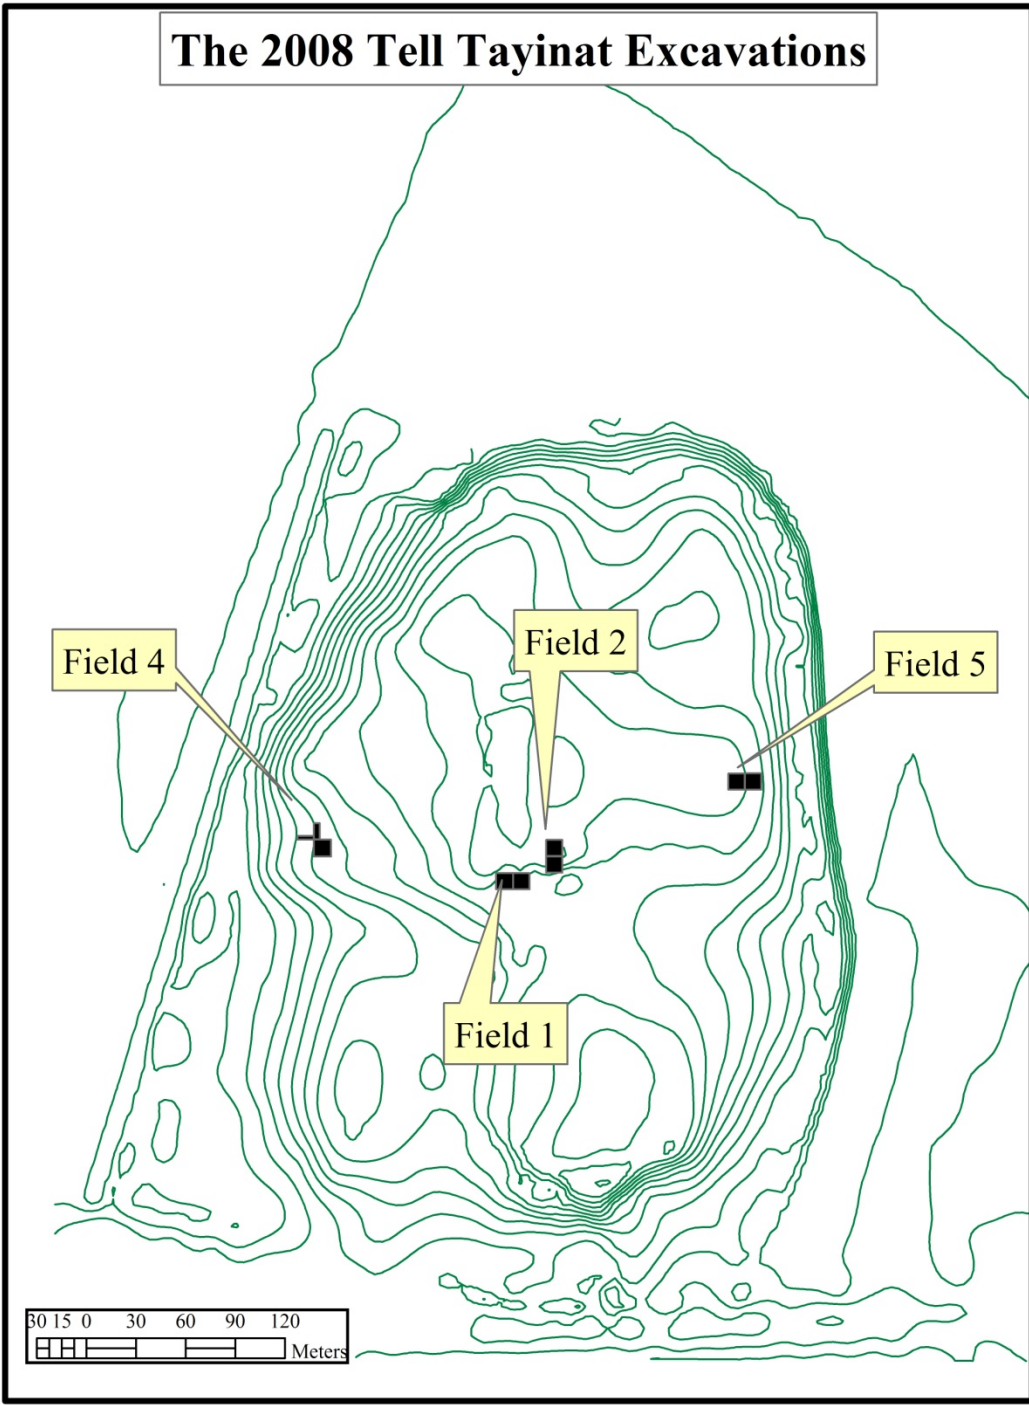 The 2008 Tell Tayinat Excavations
Field 2
Field 4
Field 5
Field 1
30 15 0 30 60 90 120
Meters